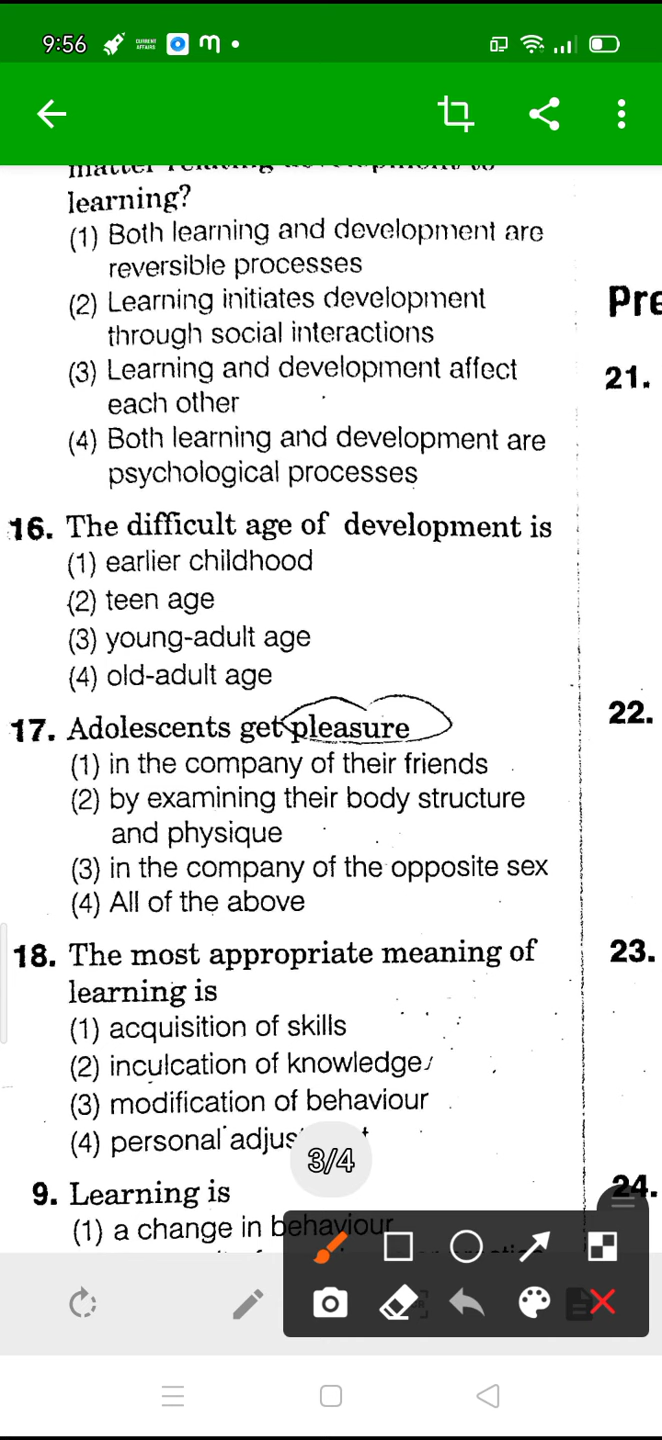 9:56
CURRENT AFFAIRS
learning?
(1) Both learning and development are
reversible processes
(2) Learning initiates development
through social interactions
(3) Learning and development affect
each other
(4) Both learning and development are
psychological processes
16. The difficult age of development is
(1) earlier childhood
(2) teen age
(3) young-adult age
(4) old-adult age
17. Adolescents get pleasure
(1) in the company of their friends
(2) by examining their body structure
and physique
(3) in the company of the opposite sex
(4) All of the above
18. The most appropriate meaning of
learning is
(1) acquisition of skills
(2) inculcation of knowledge
(3) modification of behaviour
(4) personal
3/4
9. Learning is
(1) a change in behaviour
Pre
21.
22.
23.
24.